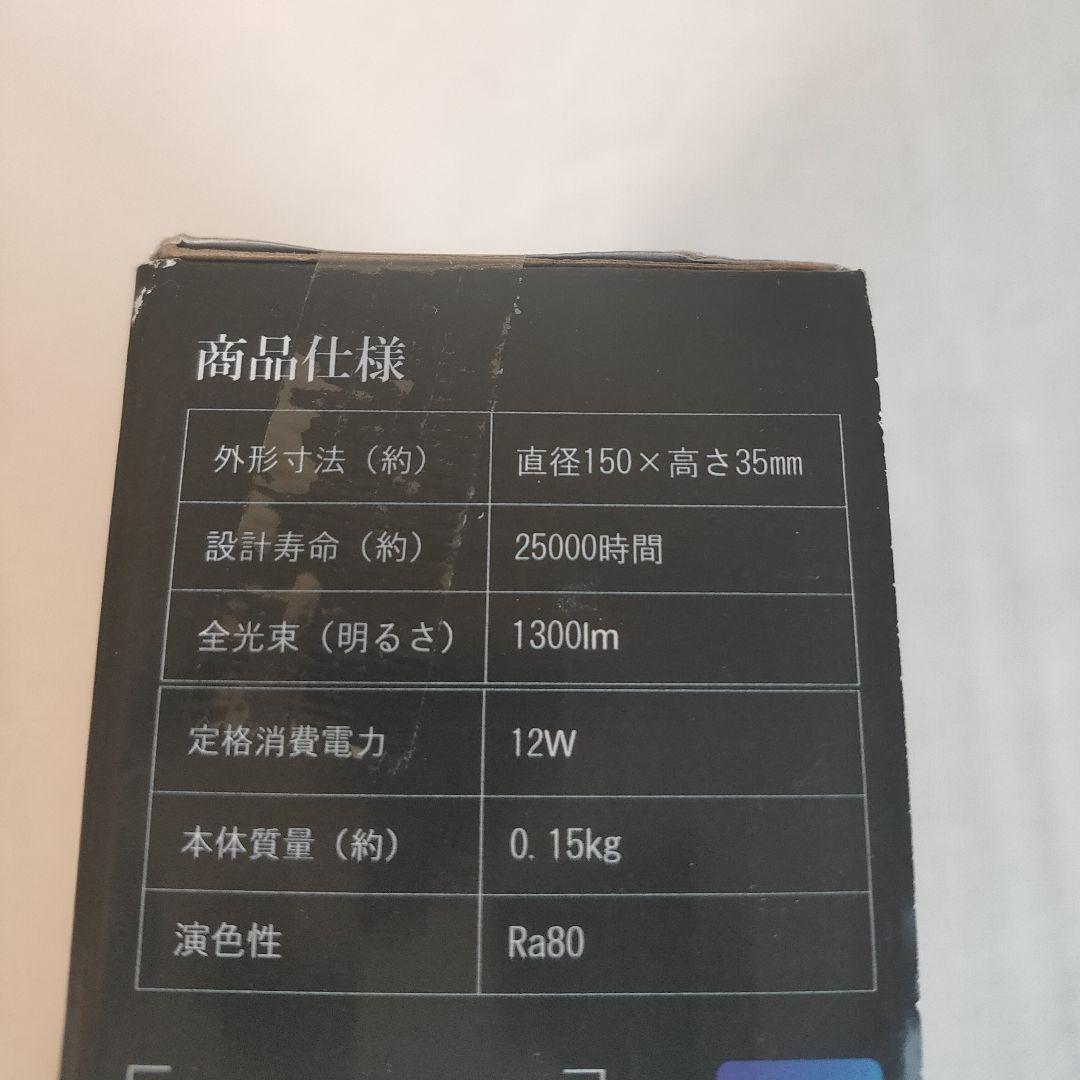 商品仕様
外形寸法（約） 直径150×高さ35mm
設計寿命（約） 25000時間
全光束（明るさ） 1300lm
定格消費電力 12W
本体質量（約） 0.15kg
演色性 Ra80